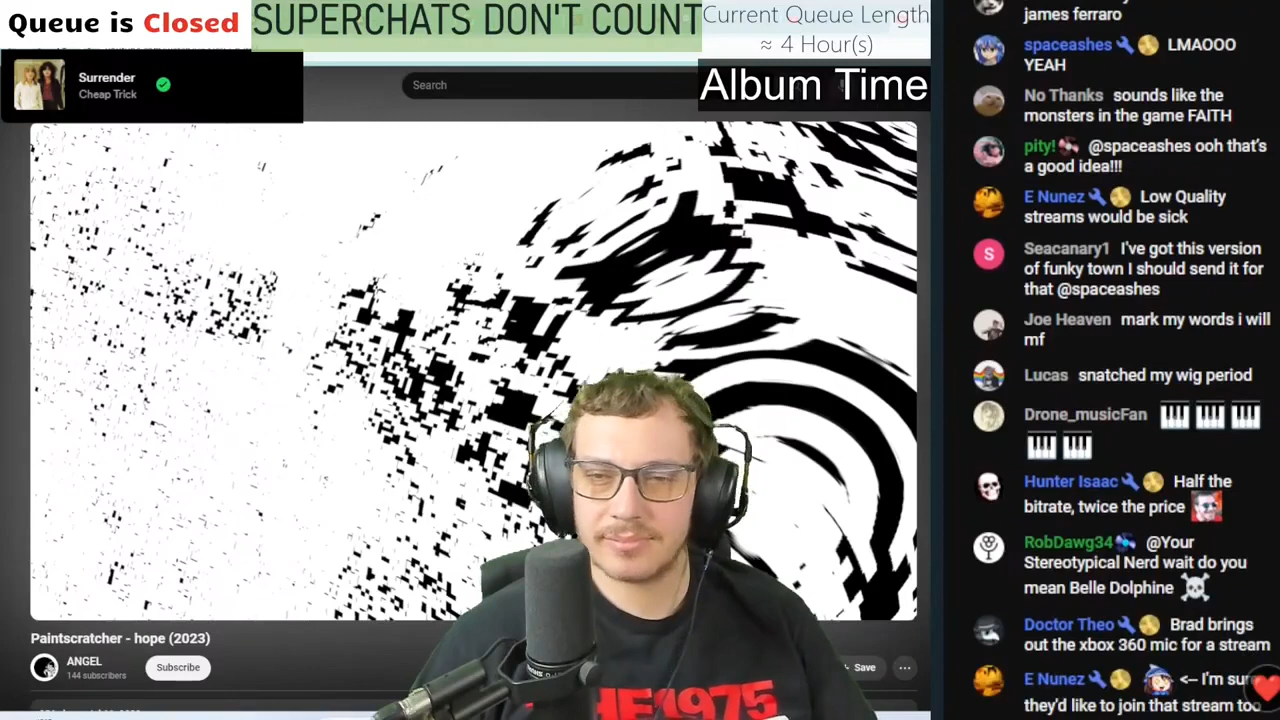 Queue is Closed
SUPERCHATS DON'T COUNT
Current Queue Length
≈ 4 Hour(s)
Album Time
Surrender
Cheap Trick
Search
Paintscratcher - hope (2023)
ANGEL
144 subscribers
Subscribe
Save
THE 1975
james ferraro
spaceashes LMAOOO
YEAH
No Thanks sounds like the
monsters in the game FAITH
pity! @spaceashes ooh that's
a good idea!!!
E Nunez Low Quality
streams would be sick
Seacanary1 I've got this version
of funky town I should send it for
that @spaceashes
Joe Heaven mark my words i will
mf
Lucas snatched my wig period
Drone_musicFan
Hunter Isaac Half the
bitrate, twice the price
RobDawg34 @Your
Stereotypical Nerd wait do you
mean Belle Dolphine
Doctor Theo Brad brings
out the xbox 360 mic for a stream
E Nunez <-- I'm sure
they'd like to join that stream too